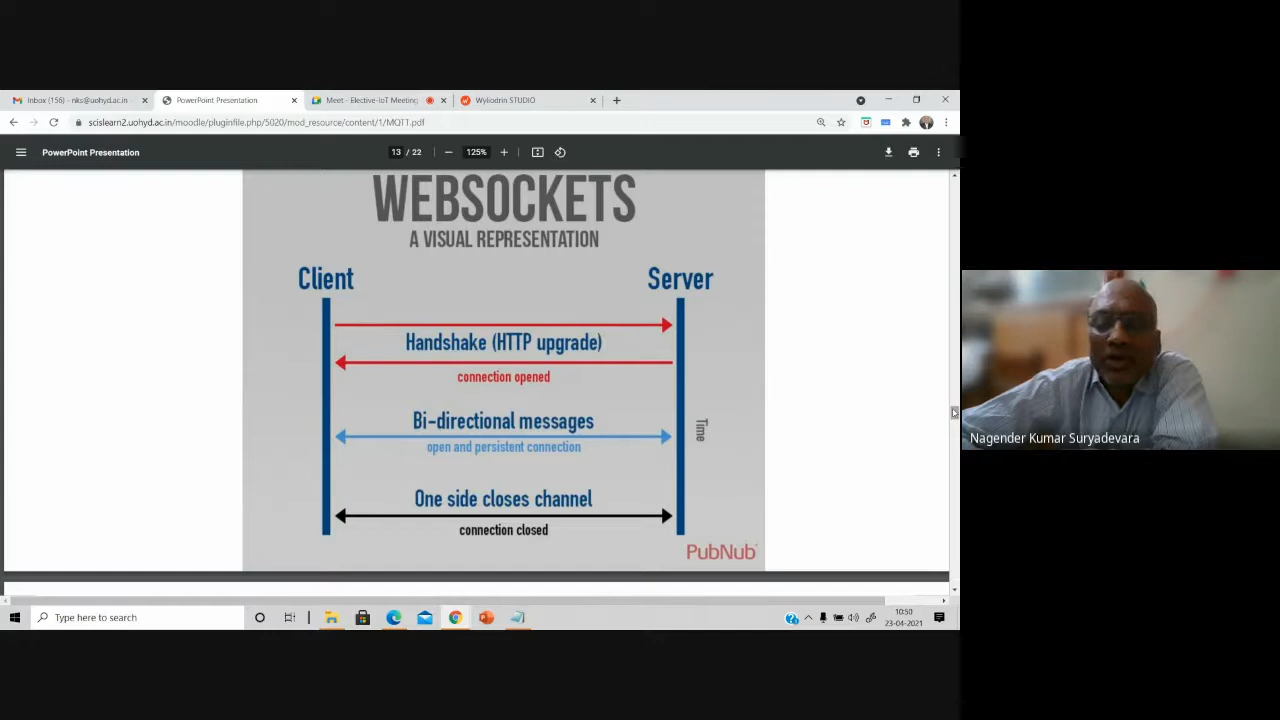 Inbox (156) - nks@uohyd.ac.in
PowerPoint Presentation
Meet - Elective-IoT Meeting
Wyliodrin STUDIO
scislearn2.uohyd.ac.in/moodle/pluginfile.php/5020/mod_resource/content/1/MQTT.pdf
PowerPoint Presentation
13 / 22
125%
WEBSOCKETS
A VISUAL REPRESENTATION
Client
Server
Handshake (HTTP upgrade)
connection opened
Bi-directional messages
open and persistent connection
Time
One side closes channel
connection closed
PubNub
Nagender Kumar Suryadevara
Type here to search
10:50
23-04-2021